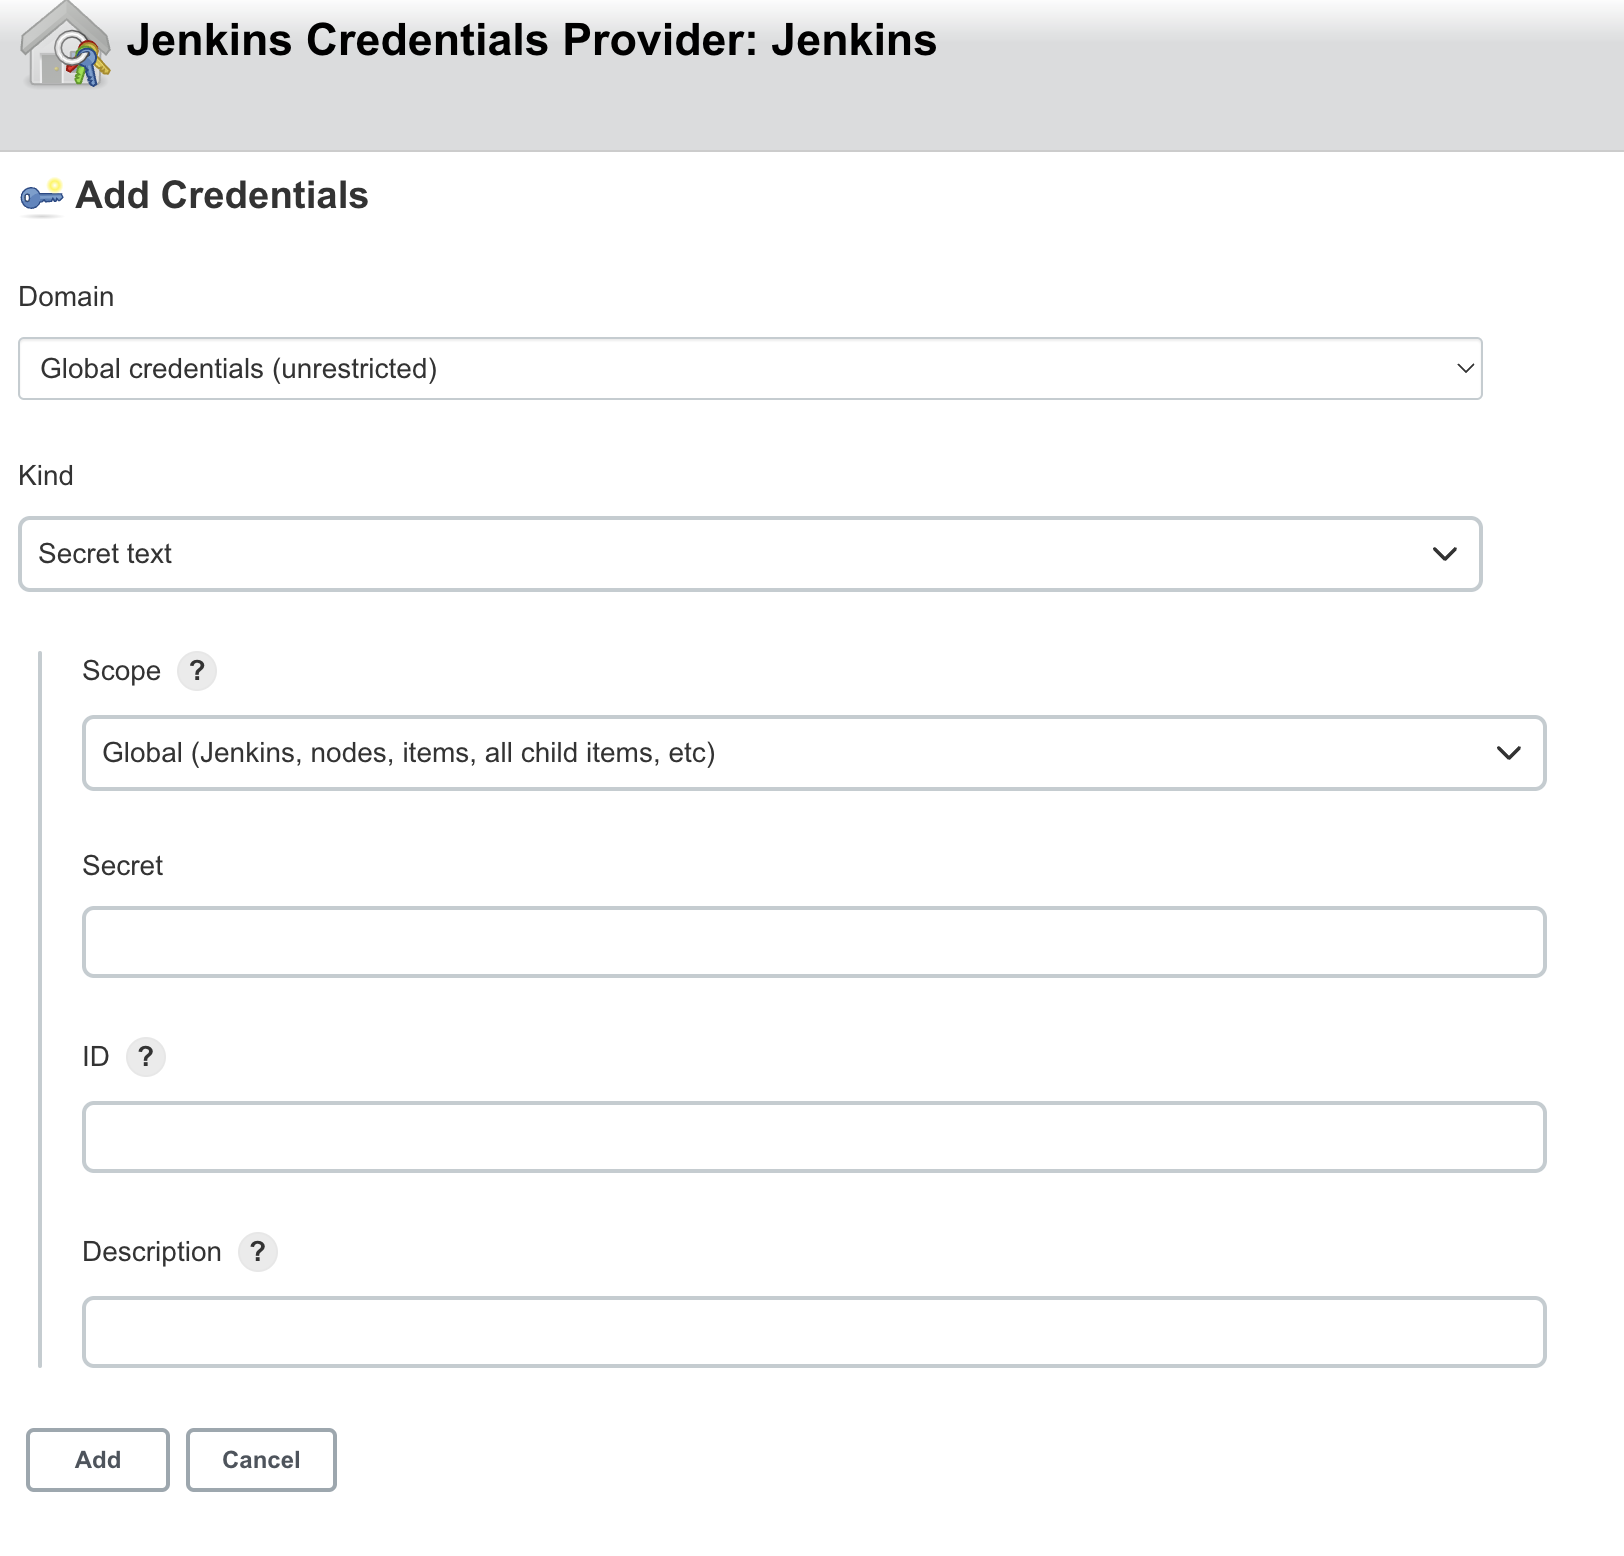 Jenkins Credentials Provider: Jenkins
Add Credentials
Domain
Global credentials (unrestricted)
Kind
Secret text
Scope ?
Global (Jenkins, nodes, items, all child items, etc)
Secret
ID ?
Description ?
Add Cancel